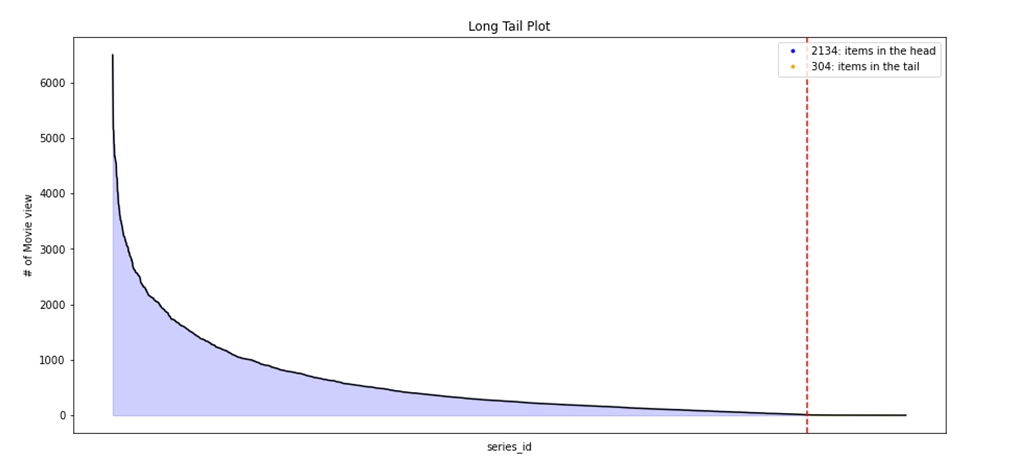 Long Tail Plot
2134: items in the head
304: items in the tail
6000
5000
4000
3000
2000
1000
0
# of Movie view
series_id